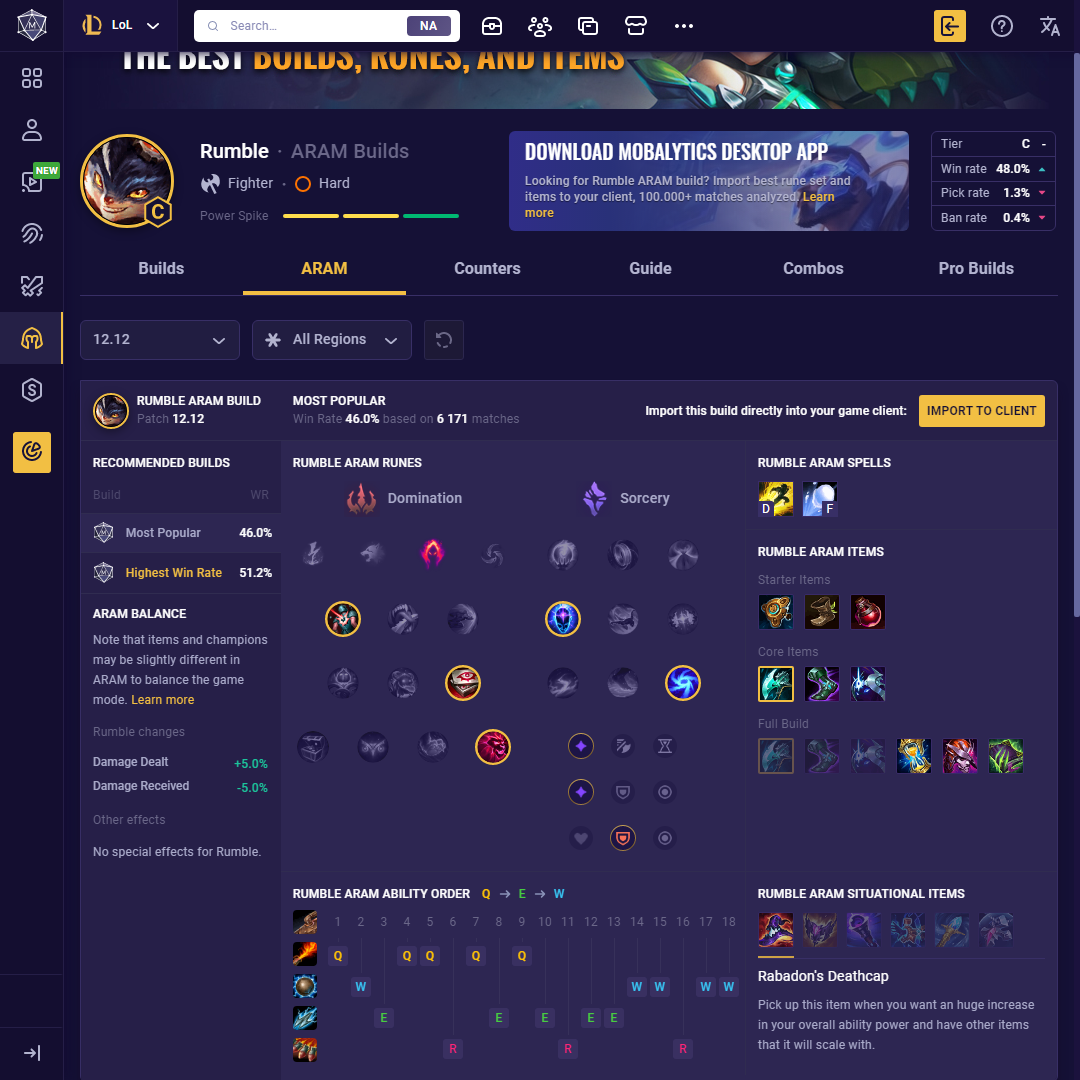 LoL
Search...
NA
THE BEST BUILDS, RUNES, AND ITEMS
NEW
Rumble · ARAM Builds
Fighter · Hard
Power Spike
C
DOWNLOAD MOBALYTICS DESKTOP APP
Looking for Rumble ARAM build? Import best rune set and
items to your client, 100.000+ matches analyzed. Learn
more
Tier C -
Win rate 48.0%
Pick rate 1.3%
Ban rate 0.4%
Builds
ARAM
Counters
Guide
Combos
Pro Builds
12.12
All Regions
RUMBLE ARAM BUILD
Patch 12.12
MOST POPULAR
Win Rate 46.0% based on 6 171 matches
Import this build directly into your game client:
IMPORT TO CLIENT
RECOMMENDED BUILDS
Build WR
Most Popular 46.0%
Highest Win Rate 51.2%
ARAM BALANCE
Note that items and champions
may be slightly different in
ARAM to balance the game
mode. Learn more
Rumble changes
Damage Dealt +5.0%
Damage Received -5.0%
Other effects
No special effects for Rumble.
RUMBLE ARAM RUNES
Domination
Sorcery
RUMBLE ARAM SPELLS
D
F
RUMBLE ARAM ITEMS
Starter Items
Core Items
Full Build
RUMBLE ARAM ABILITY ORDER Q → E → W
1 2 3 4 5 6 7 8 9 10 11 12 13 14 15 16 17 18
Q Q Q Q Q
W W W W W
E E E E E
R R R
RUMBLE ARAM SITUATIONAL ITEMS
Rabadon's Deathcap
Pick up this item when you want an huge increase
in your overall ability power and have other items
that it will scale with.